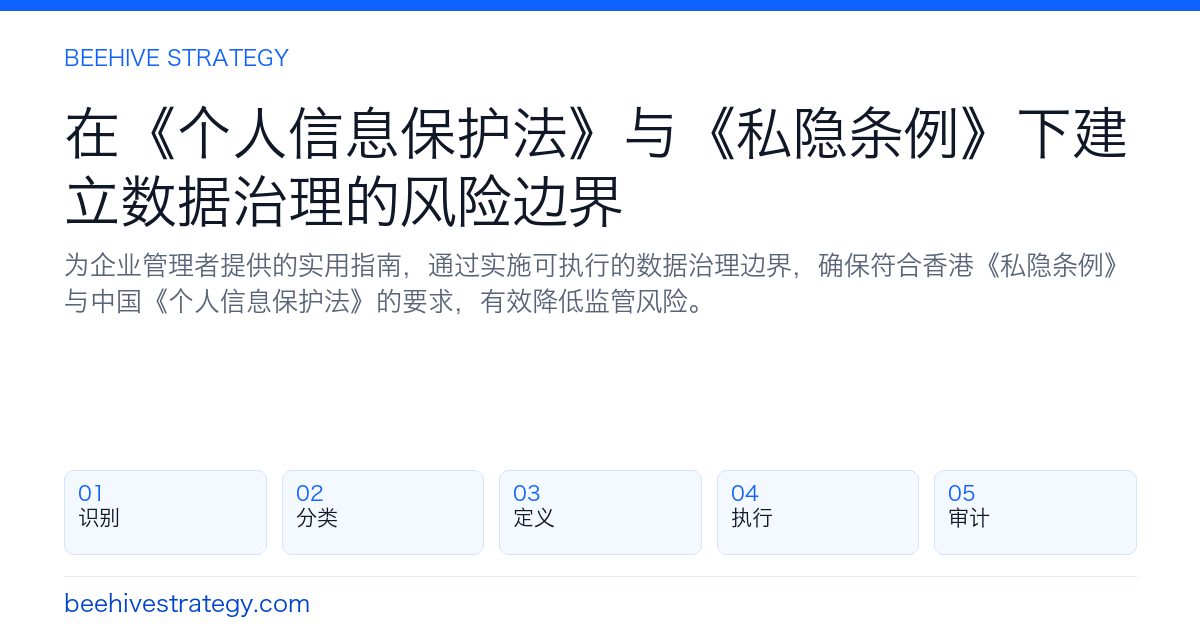 BEEHIVE STRATEGY
在《个人信息保护法》与《私隐条例》下建
立数据治理的风险边界
为企业管理者提供的实用指南，通过实施可执行的数据治理边界，确保符合香港《私隐条例》
与中国《个人信息保护法》的要求，有效降低监管风险。
01
识别
02
分类
03
定义
04
执行
05
审计
beehivestrategy.com